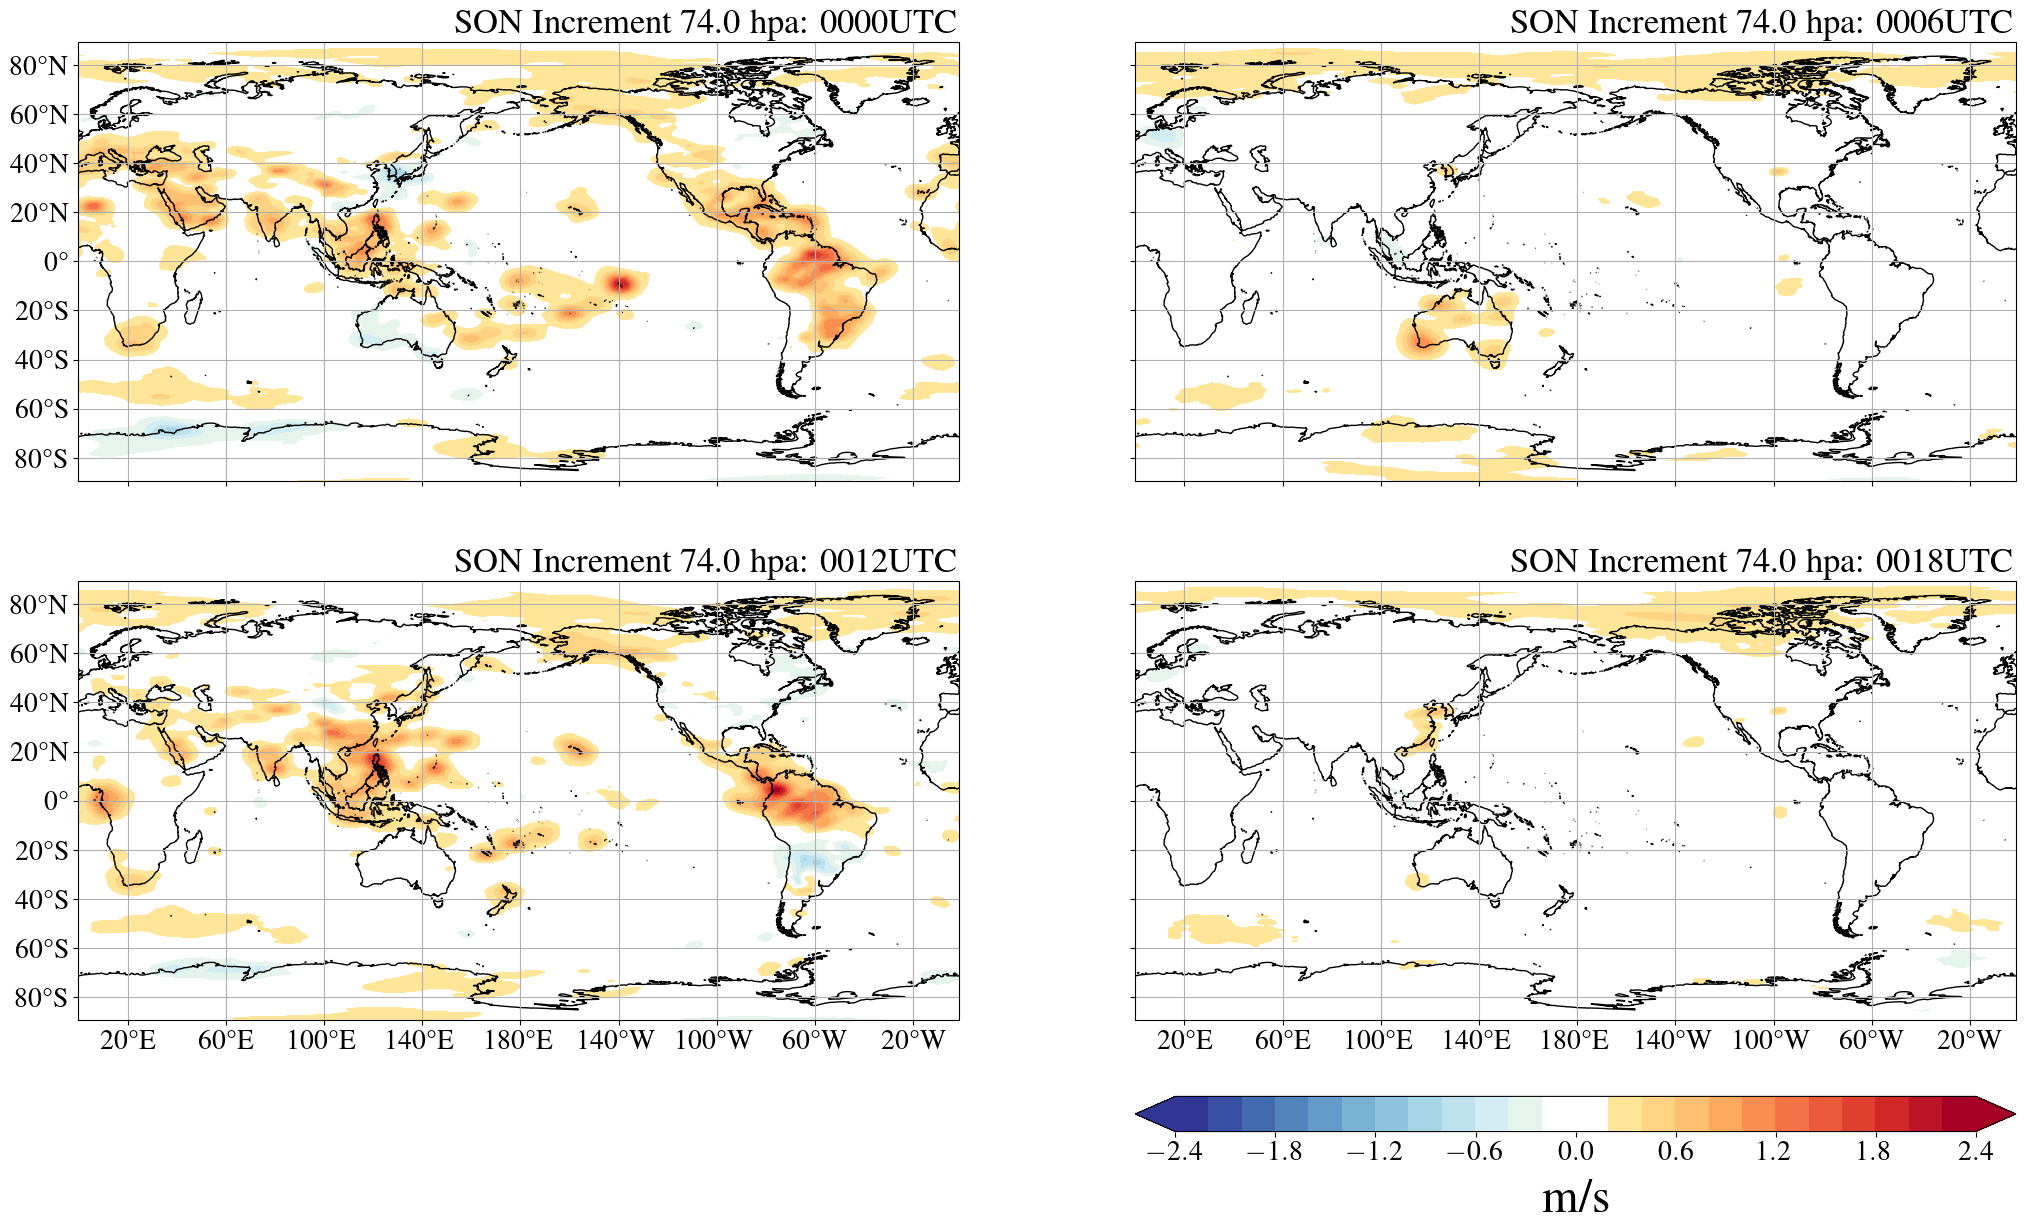 SON Increment 74.0 hpa: 0000UTC
SON Increment 74.0 hpa: 0006UTC
80°N
60°N
40°N
20°N
0°
20°S
40°S
60°S
80°S
SON Increment 74.0 hpa: 0012UTC
SON Increment 74.0 hpa: 0018UTC
80°N
60°N
40°N
20°N
0°
20°S
40°S
60°S
80°S
20°E 60°E 100°E 140°E 180°E 140°W 100°W 60°W 20°W
20°E 60°E 100°E 140°E 180°E 140°W 100°W 60°W 20°W
−2.4 −1.8 −1.2 −0.6 0.0 0.6 1.2 1.8 2.4
m/s